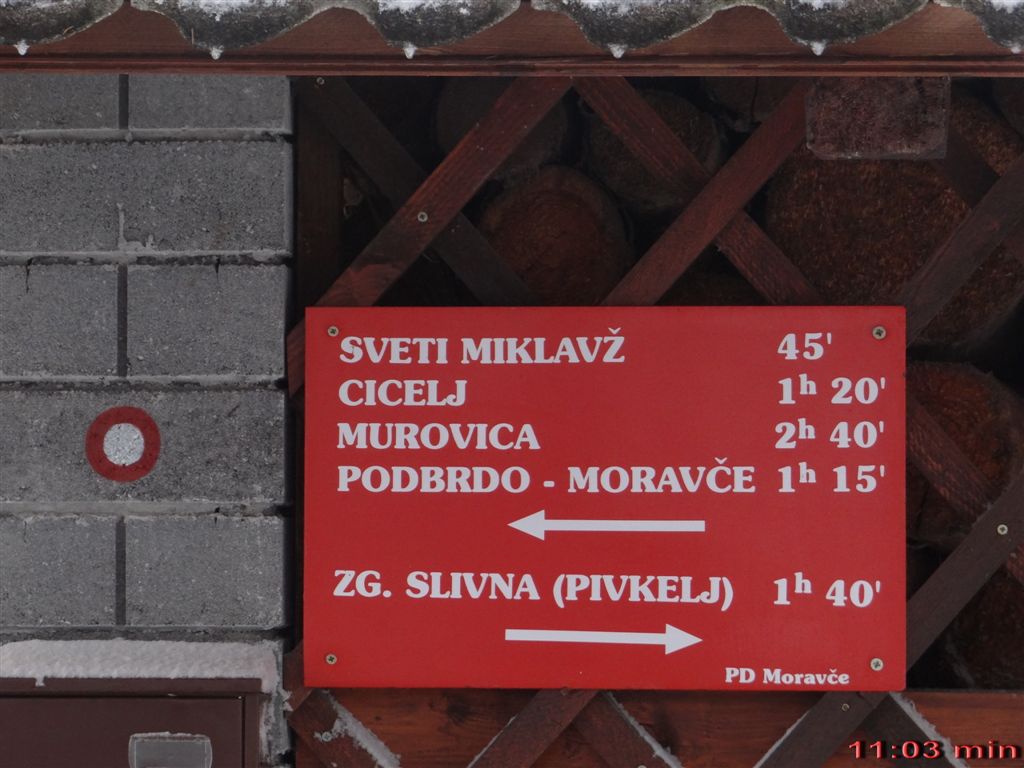 SVETI MIKLAVŽ 45'
CICELJ 1h 20'
MUROVICA 2h 40'
PODBRDO - MORAVČE 1h 15'
ZG. SLIVNA (PIVKELJ) 1h 40'
PD Moravče
11:03 min